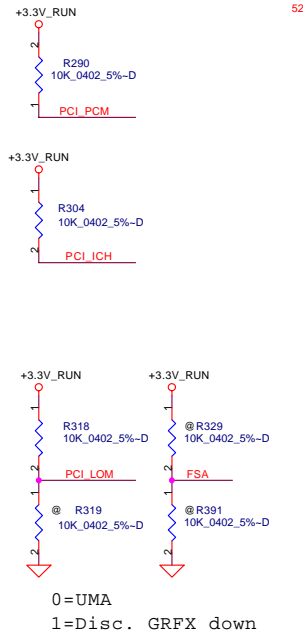 52
+3.3V_RUN
2
R290
10K_0402_5%~D
1
PCI_PCM
+3.3V_RUN
1
R304
10K_0402_5%~D
2
PCI_ICH
+3.3V_RUN
+3.3V_RUN
1
1
R318
10K_0402_5%~D
@R329
10K_0402_5%~D
2
2
PCI_LOM
FSA
1
1
@ R319
10K_0402_5%~D
@R391
10K_0402_5%~D
2
2
0=UMA
1=Disc. GRFX down